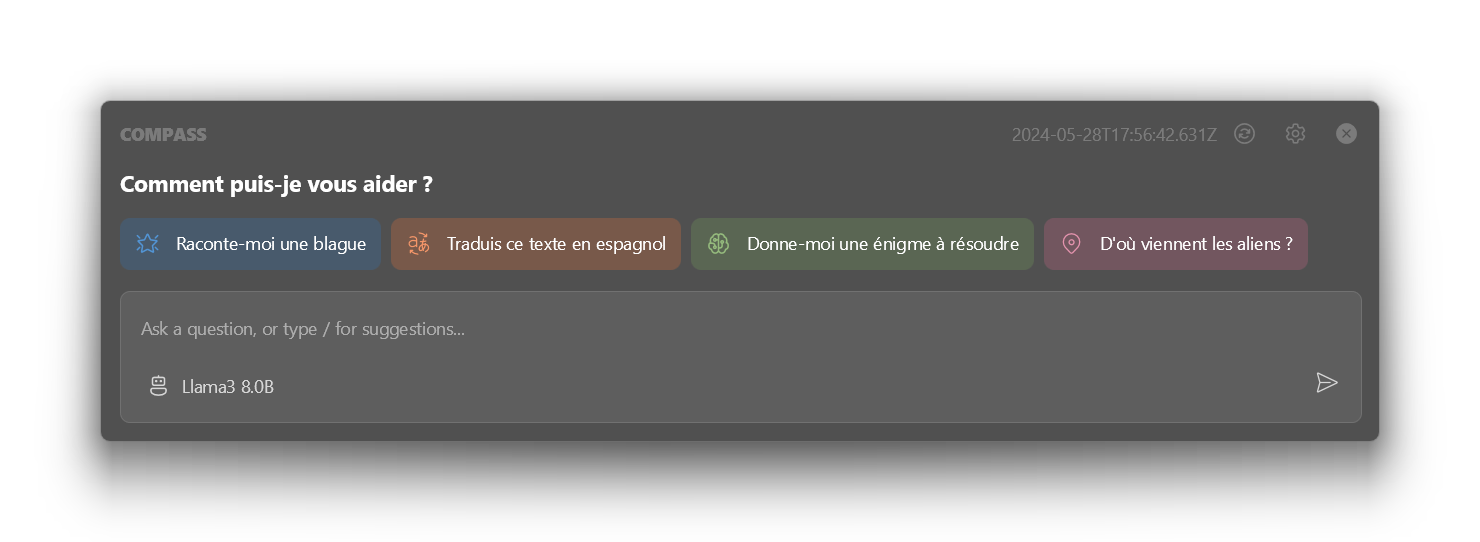 COMPASS 2024-05-28T17:56:42.631Z
Comment puis-je vous aider ?
Raconte-moi une blague Traduis ce texte en espagnol Donne-moi une énigme à résoudre D'où viennent les aliens ?
Ask a question, or type / for suggestions...
Llama3 8.0B